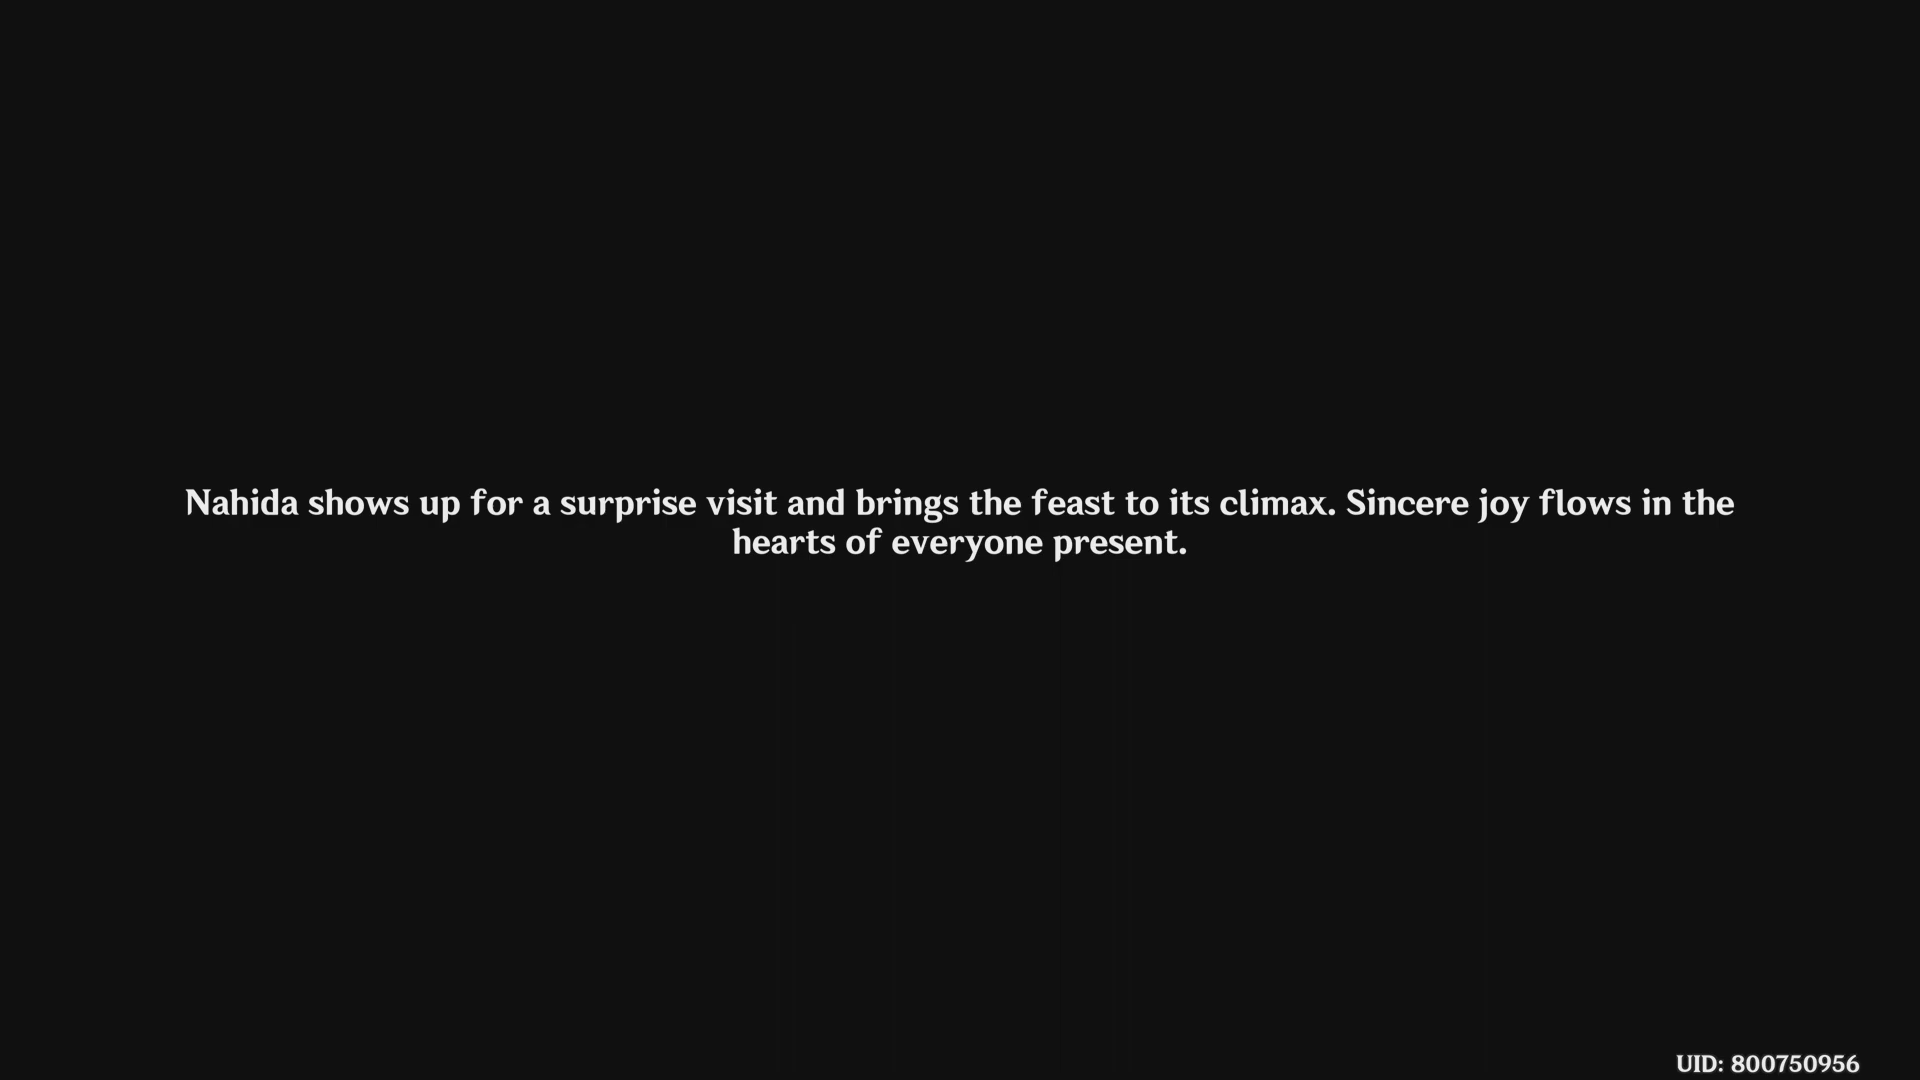 Nahida shows up for a surprise visit and brings the feast to its climax. Sincere joy flows in the
hearts of everyone present.
UID: 800750956